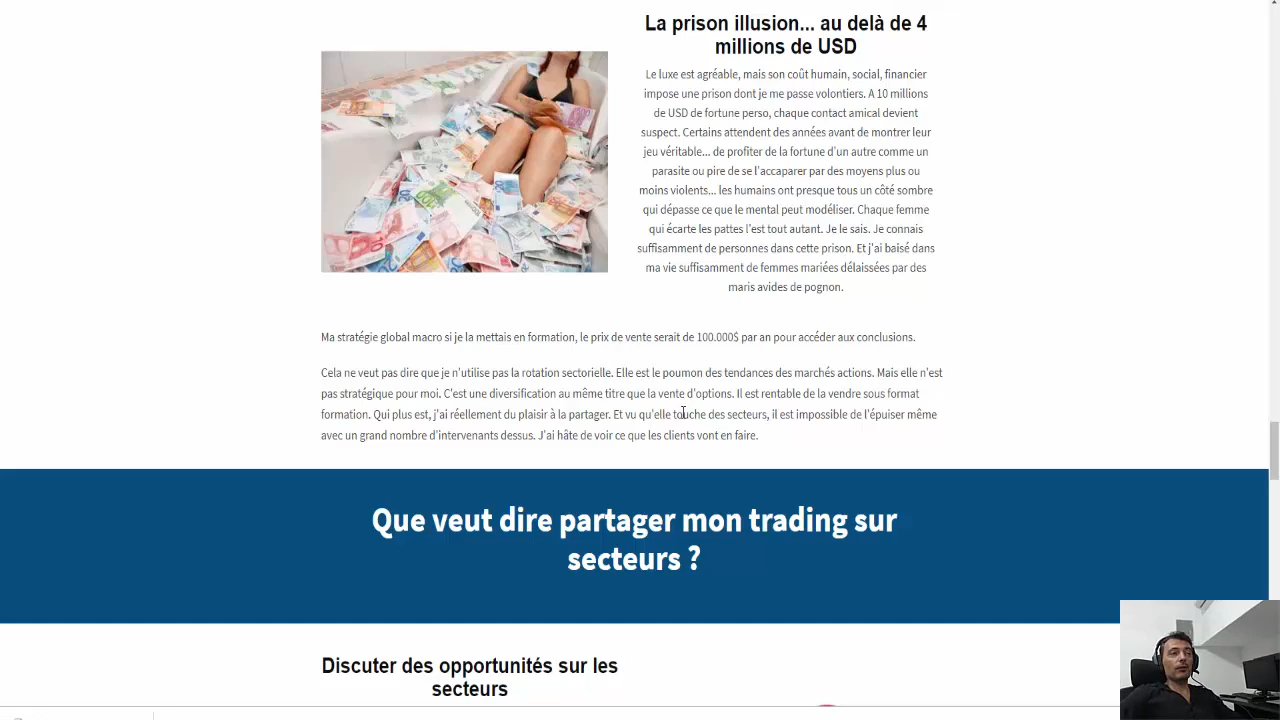 La prison illusion... au delà de 4
millions de USD
Le luxe est agréable, mais son coût humain, social, financier
impose une prison dont je me passe volontiers. A 10 millions
de USD de fortune perso, chaque contact amical devient
suspect. Certains attendent des années avant de montrer leur
jeu véritable... de profiter de la fortune d'un autre comme un
parasite ou pire de se l'accaparer par des moyens plus ou
moins violents... les humains ont presque tous un côté sombre
qui dépasse ce que le mental peut modéliser. Chaque femme
qui écarte les pattes l'est tout autant. Je le sais. Je connais
suffisamment de personnes dans cette prison. Et j'ai baisé dans
ma vie suffisamment de femmes mariées délaissées par des
maris avides de pognon.
Ma stratégie global macro si je la mettais en formation, le prix de vente serait de 100.000$ par an pour accéder aux conclusions.
Cela ne veut pas dire que je n'utilise pas la rotation sectorielle. Elle est le poumon des tendances des marchés actions. Mais elle n'est
pas stratégique pour moi. C'est une diversification au même titre que la vente d'options. Il est rentable de la vendre sous format
formation. Qui plus est, j'ai réellement du plaisir à la partager. Et vu qu'elle touche des secteurs, il est impossible de l'épuiser même
avec un grand nombre d'intervenants dessus. J'ai hâte de voir ce que les clients vont en faire.
Que veut dire partager mon trading sur
secteurs ?
Discuter des opportunités sur les
secteurs